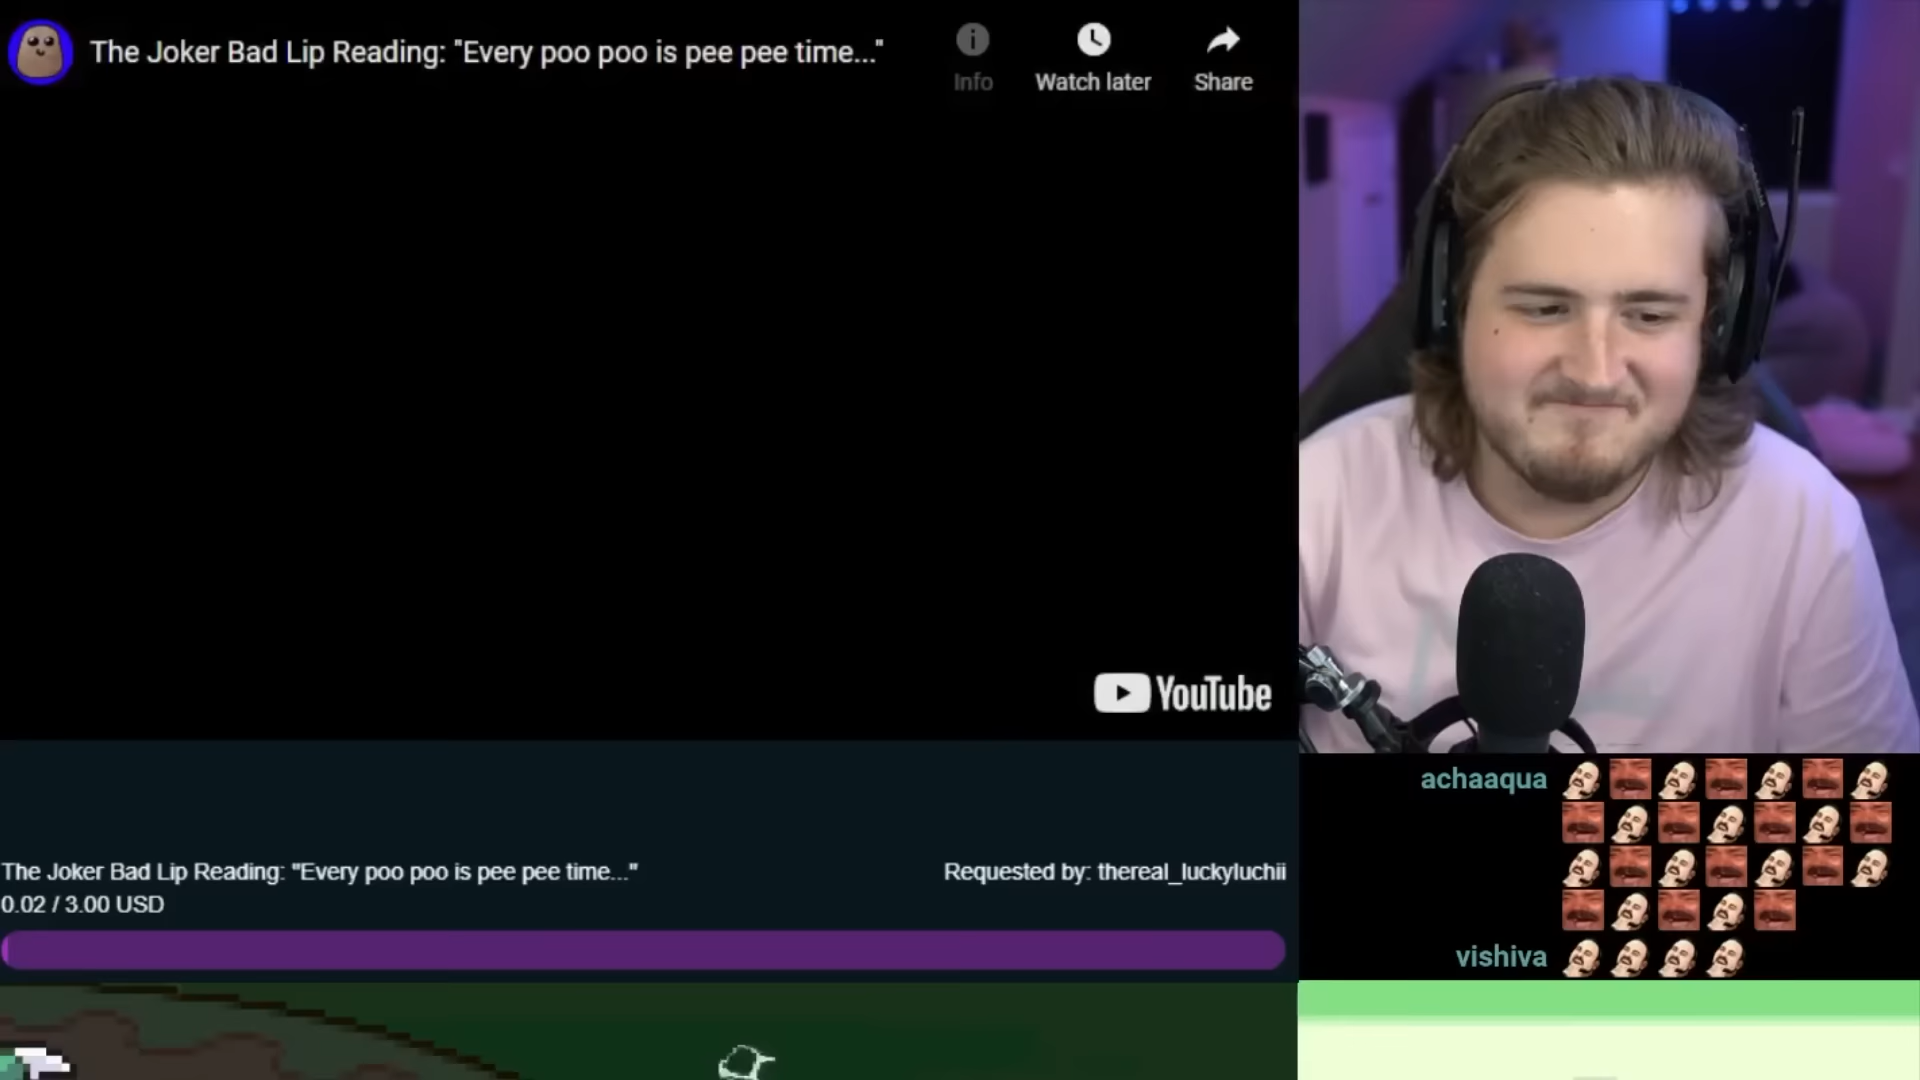 The Joker Bad Lip Reading: "Every poo poo is pee pee time..."
Info
Watch later
Share
YouTube
The Joker Bad Lip Reading: "Every poo poo is pee pee time..."
Requested by: thereal_luckyluchii
0.02 / 3.00 USD
achaaqua
vishiva